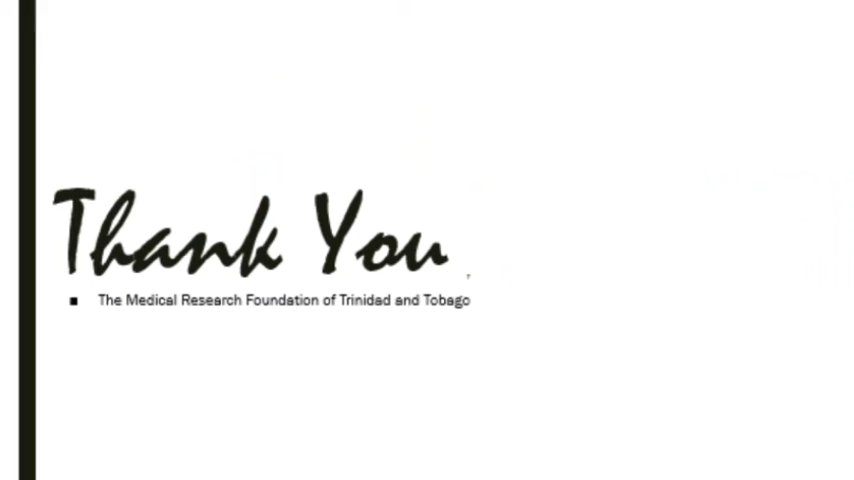 Thank You
■ The Medical Research Foundation of Trinidad and Tobago